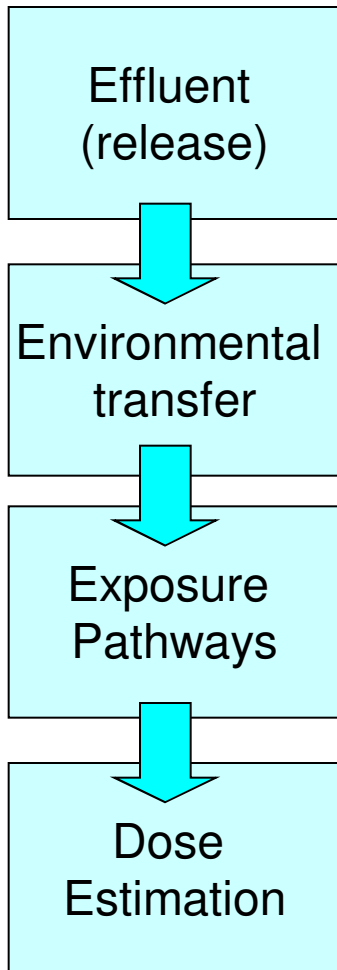 Effluent
(release)
Environmental
transfer
Exposure
Pathways
Dose
Estimation